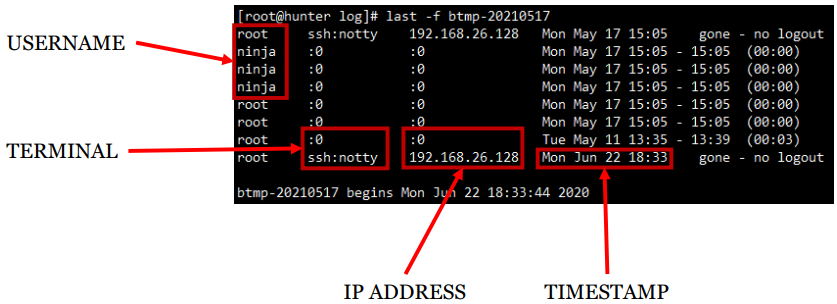 [root@hunter log]# last -f btmp-20210517
USERNAME
root ssh:notty 192.168.26.128 Mon May 17 15:05 gone - no logout
ninja :0 :0 Mon May 17 15:05 - 15:05 (00:00)
ninja :0 :0 Mon May 17 15:05 - 15:05 (00:00)
ninja :0 :0 Mon May 17 15:05 - 15:05 (00:00)
root :0 :0 Mon May 17 15:05 - 15:05 (00:00)
root :0 :0 Mon May 17 15:05 - 15:05 (00:00)
root :0 :0 Tue May 11 13:35 - 13:39 (00:03)
TERMINAL
root ssh:notty 192.168.26.128 Mon Jun 22 18:33 gone - no logout
btmp-20210517 begins Mon Jun 22 18:33:44 2020
IP ADDRESS
TIMESTAMP